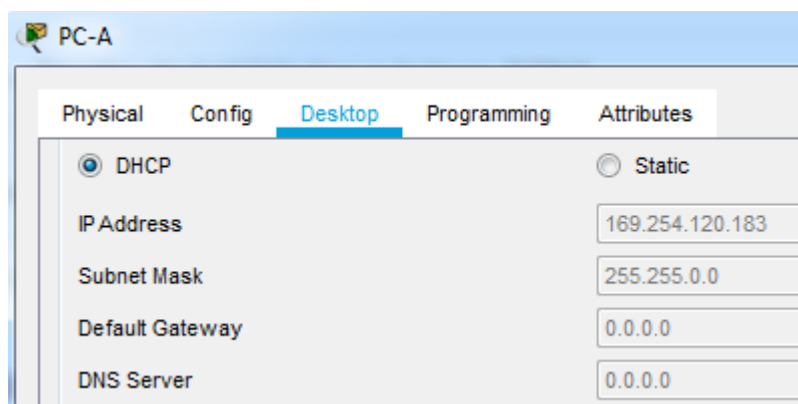 PC-A
Physical Config Desktop Programming Attributes
DHCP Static
IP Address 169.254.120.183
Subnet Mask 255.255.0.0
Default Gateway 0.0.0.0
DNS Server 0.0.0.0